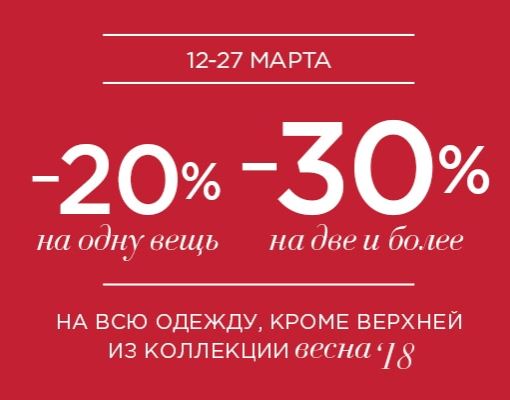 12-27 МАРТА
-20% -30%
на одну вещь на две и более
НА ВСЮ ОДЕЖДУ, КРОМЕ ВЕРХНЕЙ
ИЗ КОЛЛЕКЦИИ весна '18